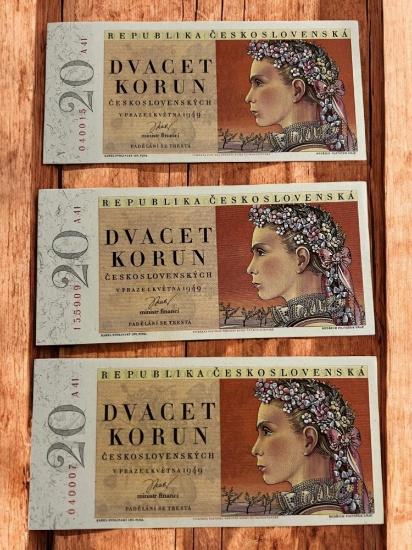 REPUBLIKA ČESKOSLOVENSKÁ
20 A 41
040015
DVACET
KORUN
ČESKOSLOVENSKÝCH
V PRAZE 1. KVĚTNA 1949
ministr financí
PADĚLÁNÍ SE TRESTÁ
REPUBLIKA ČESKOSLOVENSKÁ
20 A 41
155909
DVACET
KORUN
ČESKOSLOVENSKÝCH
V PRAZE 1. KVĚTNA 1949
ministr financí
PADĚLÁNÍ SE TRESTÁ
REPUBLIKA ČESKOSLOVENSKÁ
20 A 41
040007
DVACET
KORUN
ČESKOSLOVENSKÝCH
V PRAZE 1. KVĚTNA 1949
ministr financí
PADĚLÁNÍ SE TRESTÁ